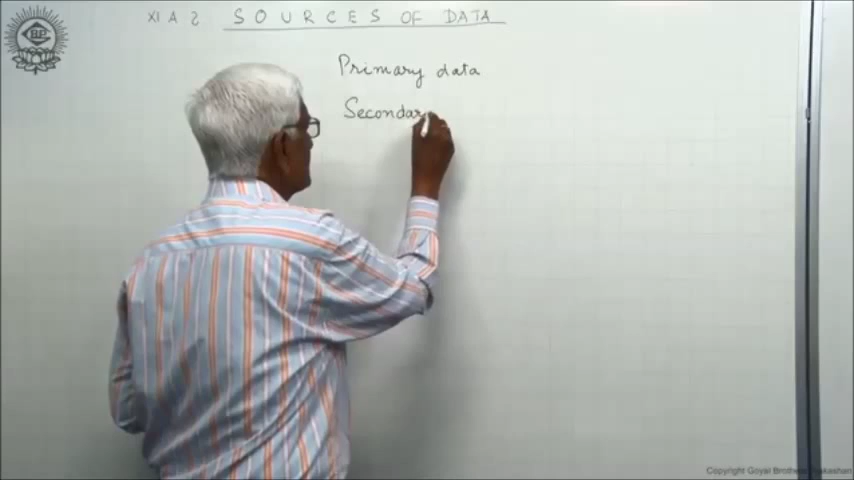 XI A 2 SOURCES OF DATA
Primary data
Secondar
Copyright Goyal Brothers Prakashan